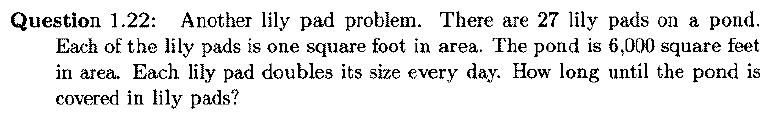 Question 1.22: Another lily pad problem. There are 27 lily pads on a pond.
Each of the lily pads is one square foot in area. The pond is 6,000 square feet
in area. Each lily pad doubles its size every day. How long until the pond is
covered in lily pads?